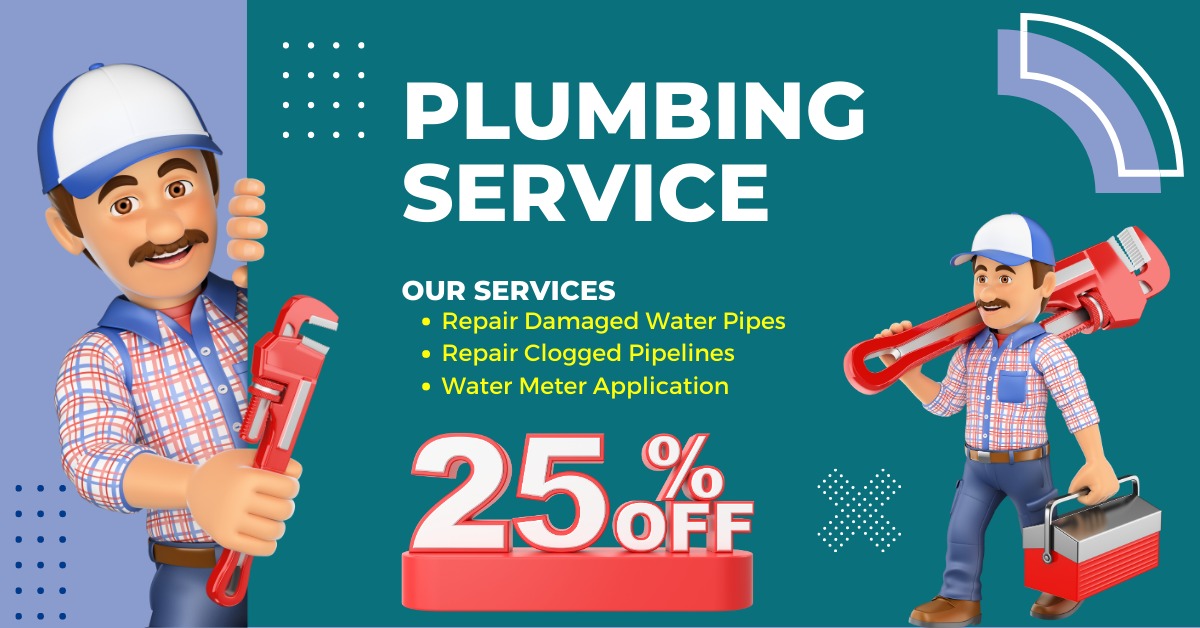 PLUMBING
SERVICE
OUR SERVICES
• Repair Damaged Water Pipes
• Repair Clogged Pipelines
• Water Meter Application
25% OFF